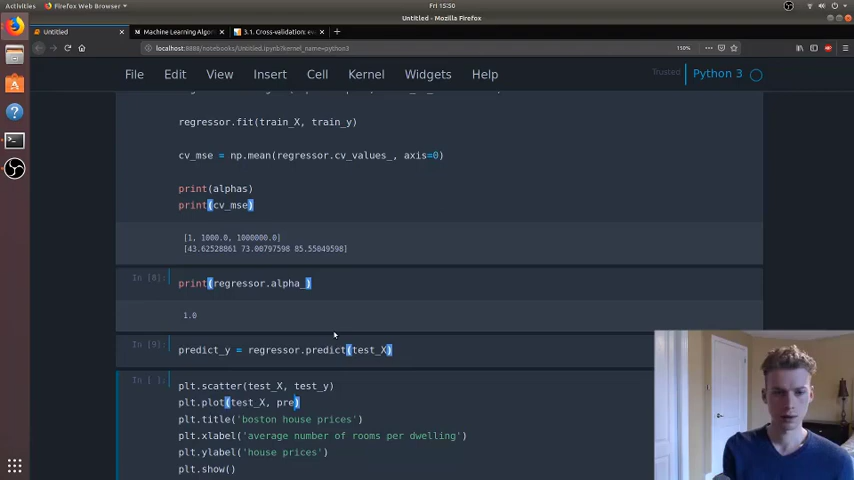 Activities
Firefox Web Browser
Fri 15:50
Untitled - Mozilla Firefox
Untitled
Machine Learning Algo
3.1. Cross-validation: ev
localhost:8888/notebooks/Untitled.ipynb?kernel_name=python3
150%
File Edit View Insert Cell Kernel Widgets Help
Trusted
Python 3
regressor.fit(train_X, train_y)
cv_mse = np.mean(regressor.cv_values_, axis=0)
print(alphas)
print(cv_mse)
[1, 1000.0, 1000000.0]
[43.62528861 73.00797598 85.55049598]
In [8]:
print(regressor.alpha_)
1.0
In [9]:
predict_y = regressor.predict(test_X)
In [ ]:
plt.scatter(test_X, test_y)
plt.plot(test_X, pre)
plt.title('boston house prices')
plt.xlabel('average number of rooms per dwelling')
plt.ylabel('house prices')
plt.show()